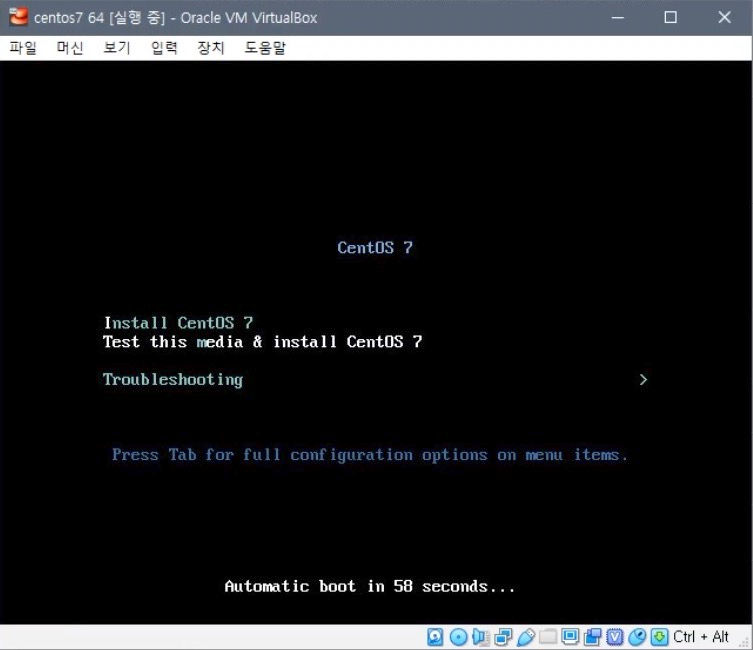 centos7 64 [실행 중] - Oracle VM VirtualBox
파일 머신 보기 입력 장치 도움말
CentOS 7
Install CentOS 7
Test this media & install CentOS 7
Troubleshooting >
Press Tab for full configuration options on menu items.
Automatic boot in 58 seconds...
Ctrl + Alt